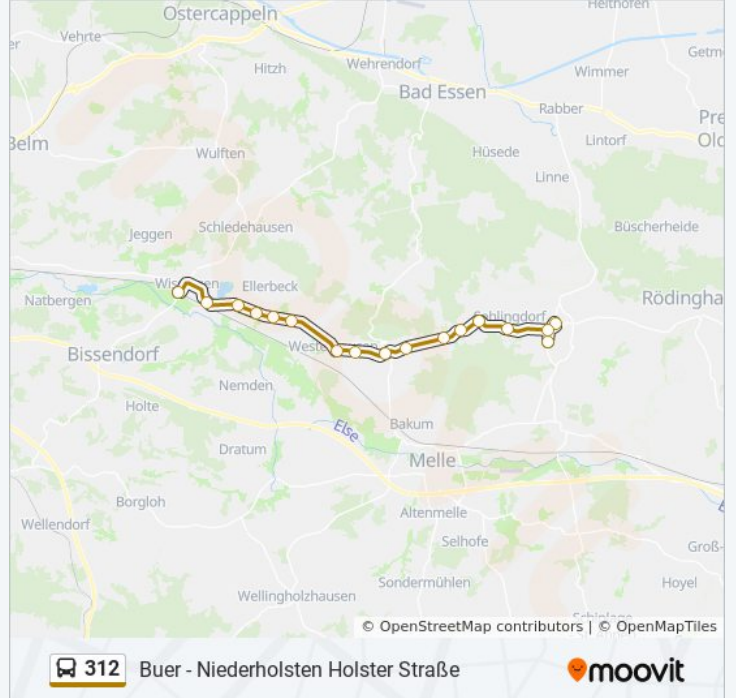 Helthofen
Ostercappeln
Vehrte
Hitzh
Wehrendorf
Getm
Wimmer
Bad Essen
Rabber
Pre
Old
Belm
Lintorf
Wulften
Hüsede
Linne
Jeggen
Schledehausen
Büscherheide
Natbergen
Ellerbeck
Rödingha
Bissendorf
Nemden
Holte
Else
Bakum
Dratum
Melle
Borgloh
Altenmelle
Wellendorf
Selhofe
Groß-
Sondermühlen
Hoyel
Wellingholzhausen
© OpenStreetMap contributors | © OpenMapTiles
312 Buer - Niederholsten Holster Straße
moovit